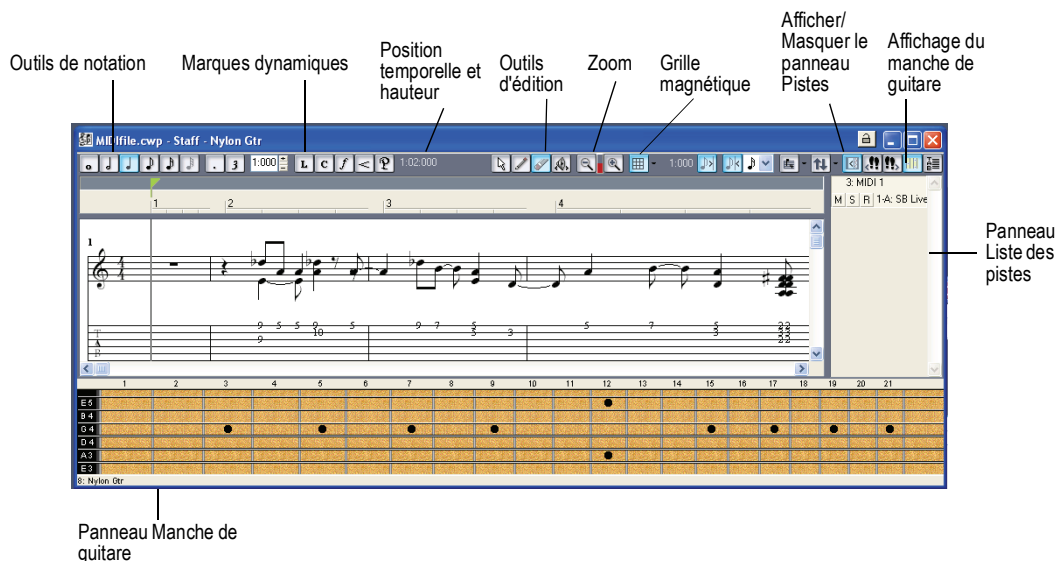 Outils de notation
Marques dynamiques
Position
temporelle et
hauteur
Outils
d'édition
Zoom
Grille
magnétique
Afficher/
Masquer le
panneau
Pistes
Affichage du
manche de
guitare
MIDIfile.cwp - Staff - Nylon Gtr
. 3 1:000 L C f < P 1:02:000 1:000
3: MIDI 1
M S R 1-A: SB Live
1 2 3 4
Panneau
Liste des
pistes
1
4
4
9 5 5 9 5 9 7 5 5 7 5 22
10 5 3 3 33
9 22
T
A
B
1 2 3 4 5 6 7 8 9 10 11 12 13 14 15 16 17 18 19 20 21
E5
B4
G4
D4
A3
E3
8: Nylon Gtr
Panneau Manche de
guitare